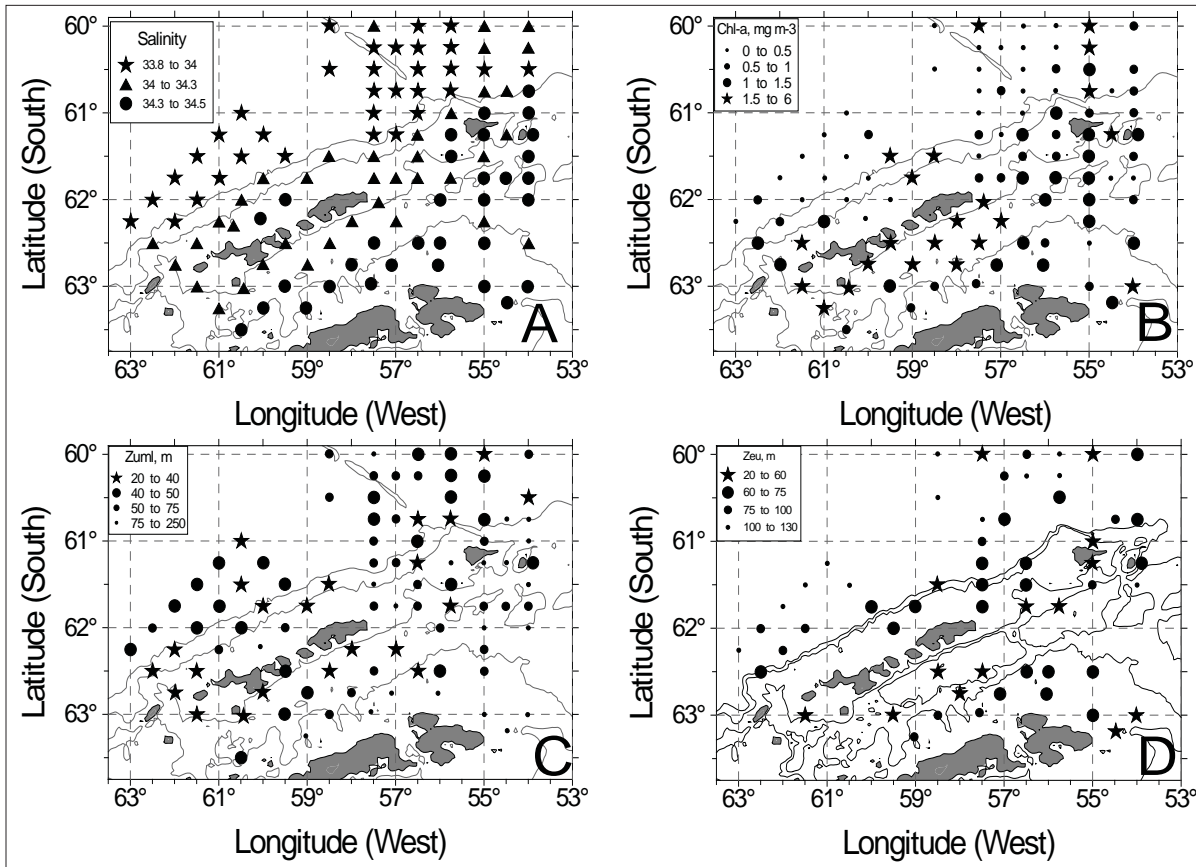 Salinity
33.8 to 34
34 to 34.3
34.3 to 34.5
60°
61°
62°
63°
Latitude (South)
A
63° 61° 59° 57° 55° 53°
Longitude (West)
Chl-a, mg m-3
0 to 0.5
0.5 to 1
1 to 1.5
1.5 to 6
60°
61°
62°
63°
Latitude (South)
B
63° 61° 59° 57° 55° 53°
Longitude (West)
Zuml, m
20 to 40
40 to 50
50 to 75
75 to 250
60°
61°
62°
63°
Latitude (South)
C
63° 61° 59° 57° 55° 53°
Longitude (West)
Zeu, m
20 to 60
60 to 75
75 to 100
100 to 130
60°
61°
62°
63°
Latitude (South)
D
63° 61° 59° 57° 55° 53°
Longitude (West)